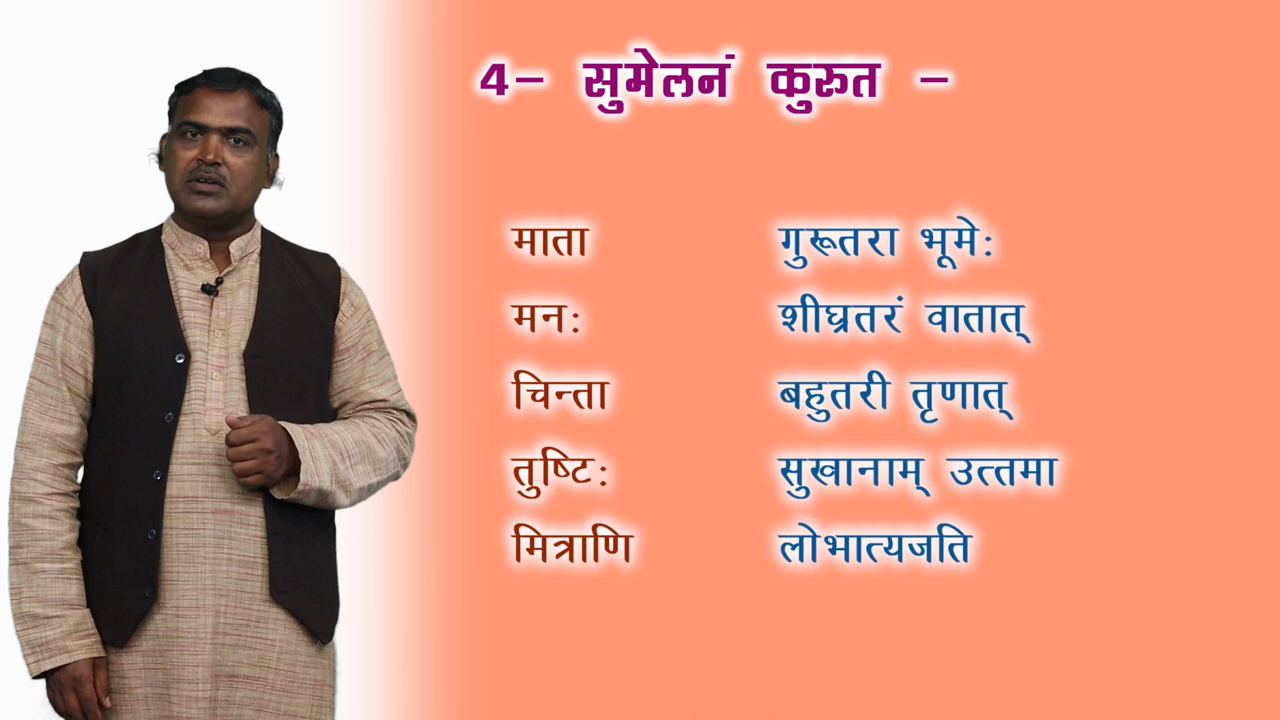 4- सुमेलनं कुरूत -
माता गुरूतरा भूमेः
मनः शीघ्रतरं वातात्
चिन्ता बहुतरी तृणात्
तुष्टिः सुखानाम् उत्तमा
मित्राणि लोभात्यजति